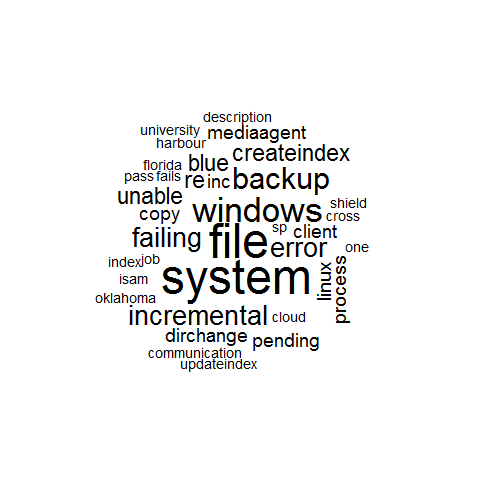 description
university
mediaagent
harbour
createindex
blue
florida
pass
fails
re
inc
backup
unable
copy
windows
shield
cross
sp
client
failing
file
error
one
index
job
system
isam
linux
process
oklahoma
incremental
cloud
dirchange
pending
communication
updateindex